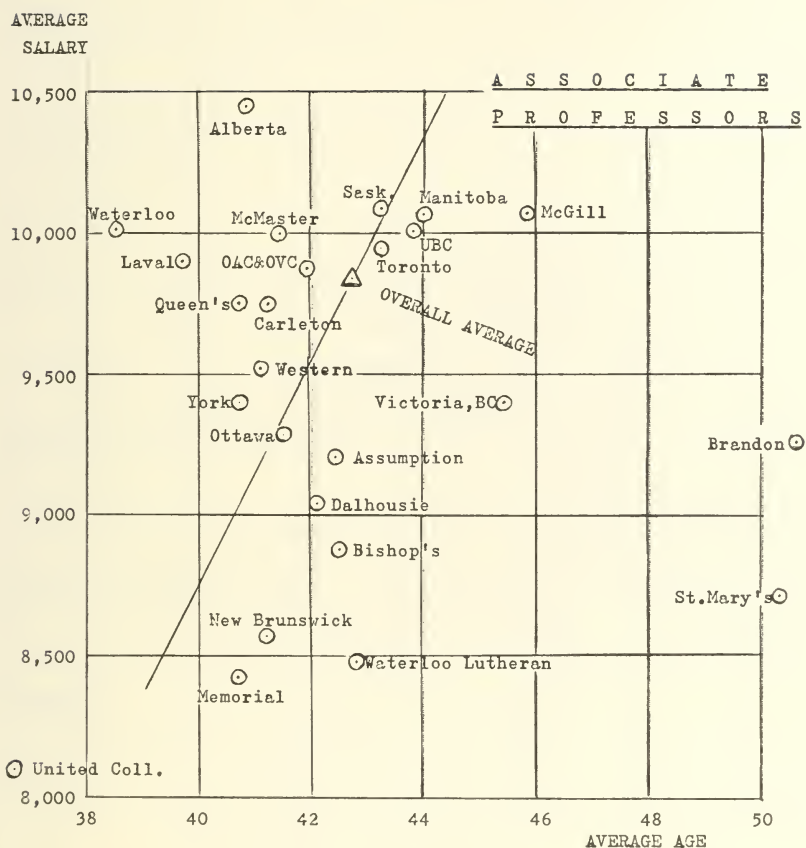 AVERAGE
SALARY
A S S O C I A T E
P R O F E S S O R S
10,500
Alberta
Sask.
Manitoba
McGill
Waterloo
McMaster
10,000
UBC
Laval
OAC&OVC
Toronto
Queen's
Carleton
OVERALL AVERAGE
9,500
Western
York
Victoria,BC
Ottawa
Brandon
Assumption
9,000
Dalhousie
Bishop's
St.Mary's
New Brunswick
8,500
Waterloo Lutheran
Memorial
United Coll.
8,000
38 40 42 44 46 48 50
AVERAGE AGE